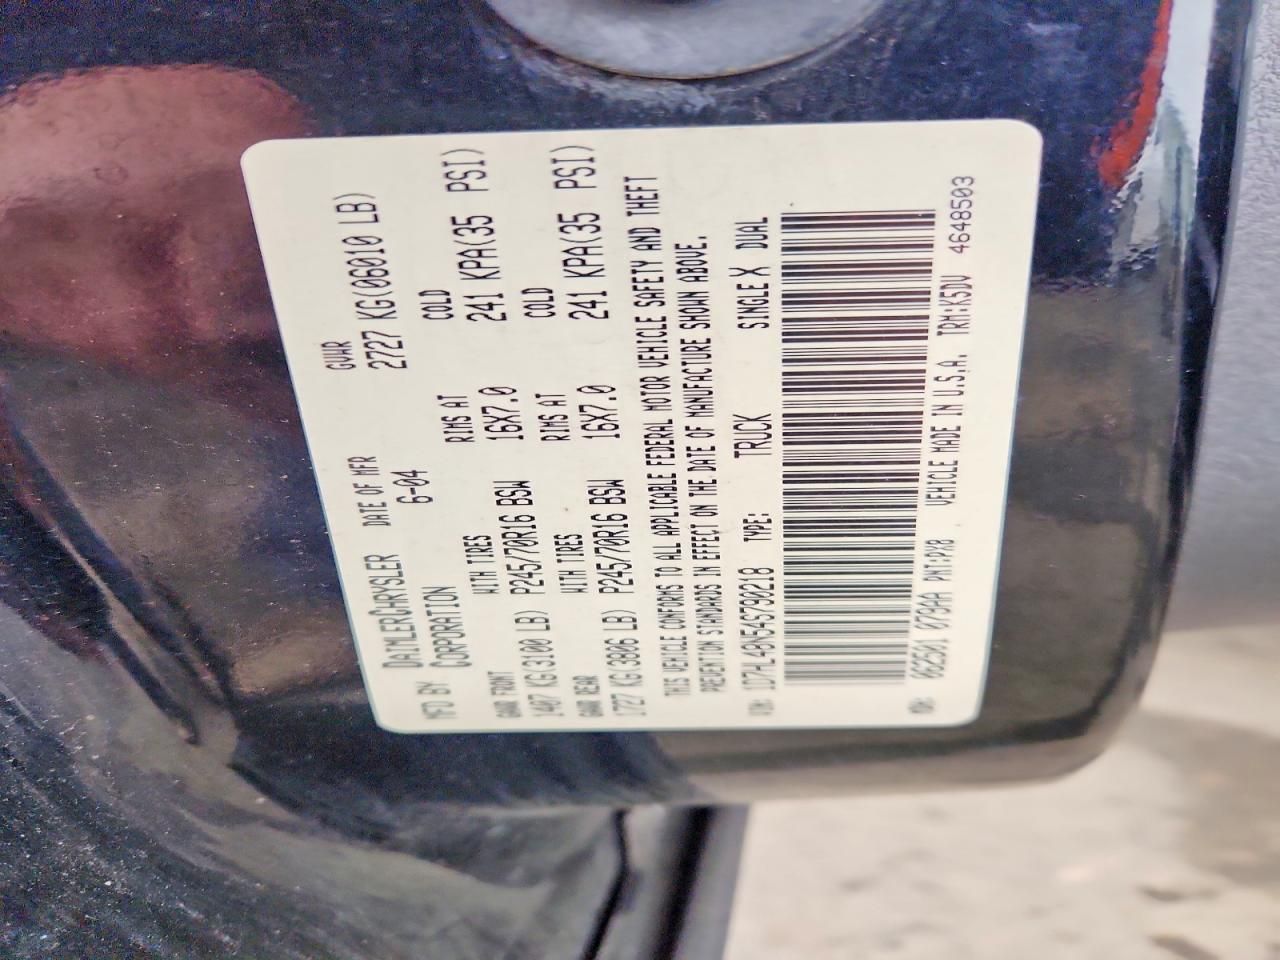 MFD BY DAIMLERCHRYSLER CORPORATION DATE OF MFR 6-04 GVWR 2727 KG(06010 LB)
GAWR FRONT WITH TIRES RIMS AT COLD
1407 KG 3100 LB) P245/70R16 BSW 16X7.0 241 KPA(35 PSI)
GAWR REAR WITH TIRES RIMS AT COLD
1727 KG 3806 LB) P245/70R16 BSW 16X7.0 241 KPA(35 PSI)
THIS VEHICLE CONFORMS TO ALL APPLICABLE FEDERAL MOTOR VEHICLE SAFETY AND THEFT
PREVENTION STANDARDS IN EFFECT ON THE DATE OF MANUFACTURE SHOWN ABOVE.
VIN: TYPE: TRUCK SINGLE X DUAL
MDH: 062501 073AA PNT:PX8 VEHICLE MADE IN U.S.A. TRM:K5DV 4648503